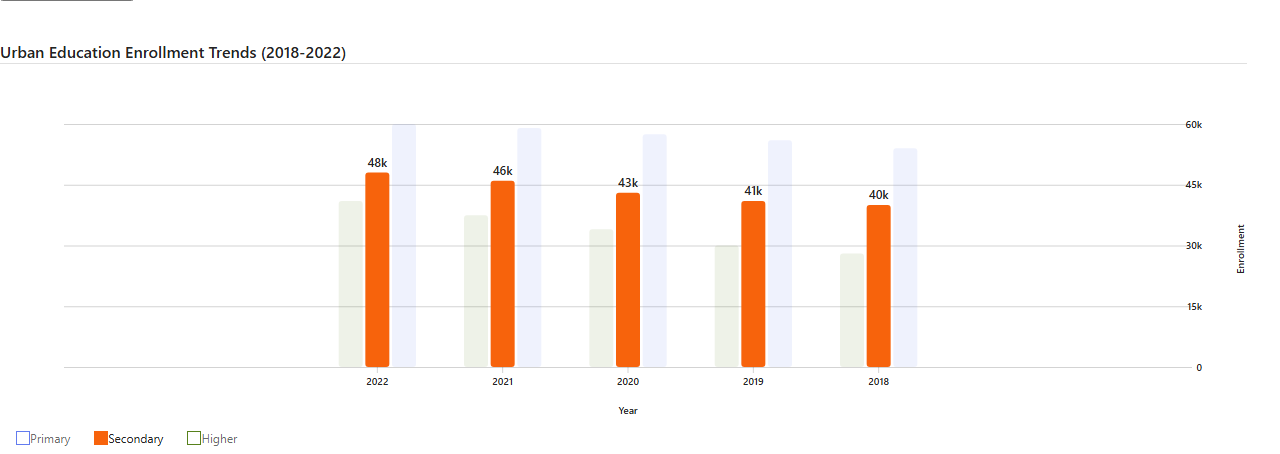 Urban Education Enrollment Trends (2018-2022)
60k
48k
46k
43k
41k
40k
45k
30k
15k
0
Enrollment
2022 2021 2020 2019 2018
Year
Primary Secondary Higher